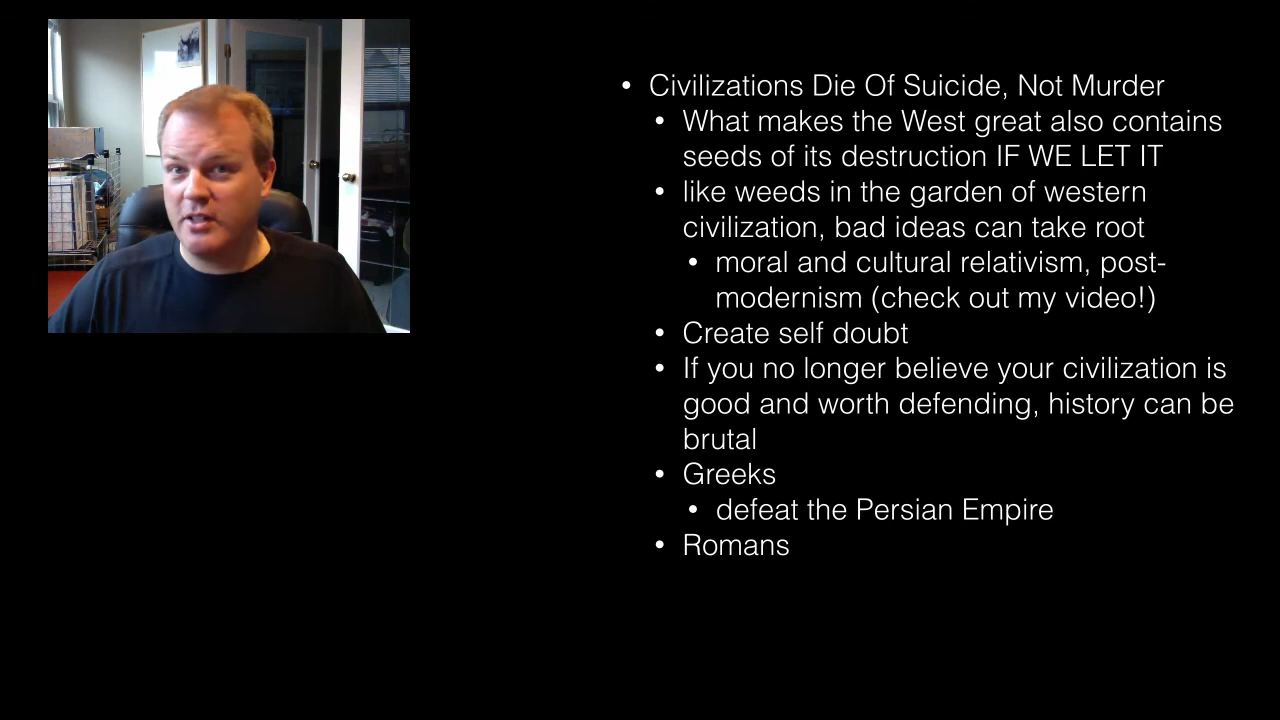 • Civilizations Die Of Suicide, Not Murder
• What makes the West great also contains
seeds of its destruction IF WE LET IT
• like weeds in the garden of western
civilization, bad ideas can take root
• moral and cultural relativism, post-
modernism (check out my video!)
• Create self doubt
• If you no longer believe your civilization is
good and worth defending, history can be
brutal
• Greeks
• defeat the Persian Empire
• Romans